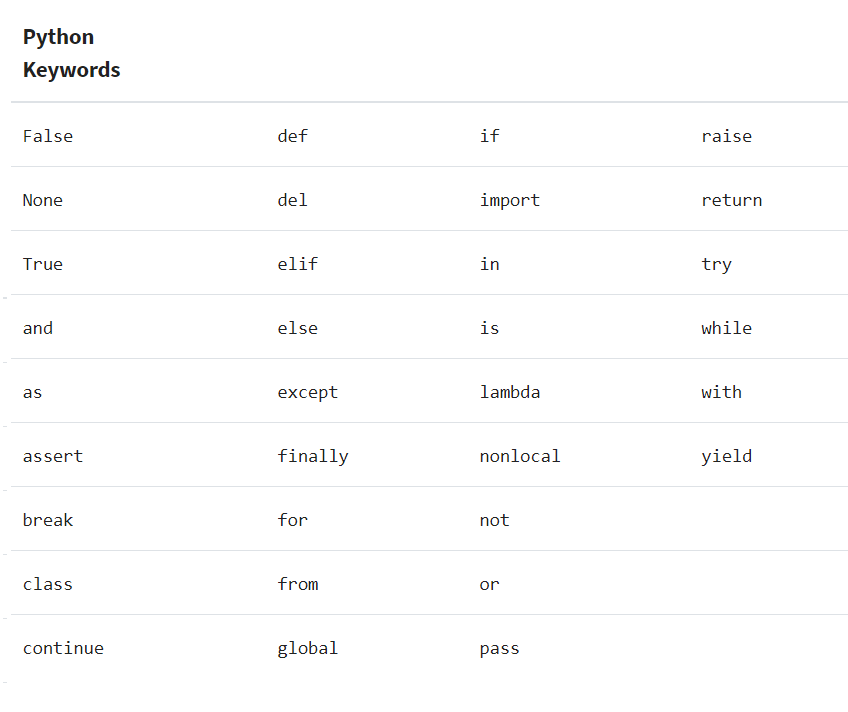 Python
Keywords
False def if raise
None del import return
True elif in try
and else is while
as except lambda with
assert finally nonlocal yield
break for not
class from or
continue global pass